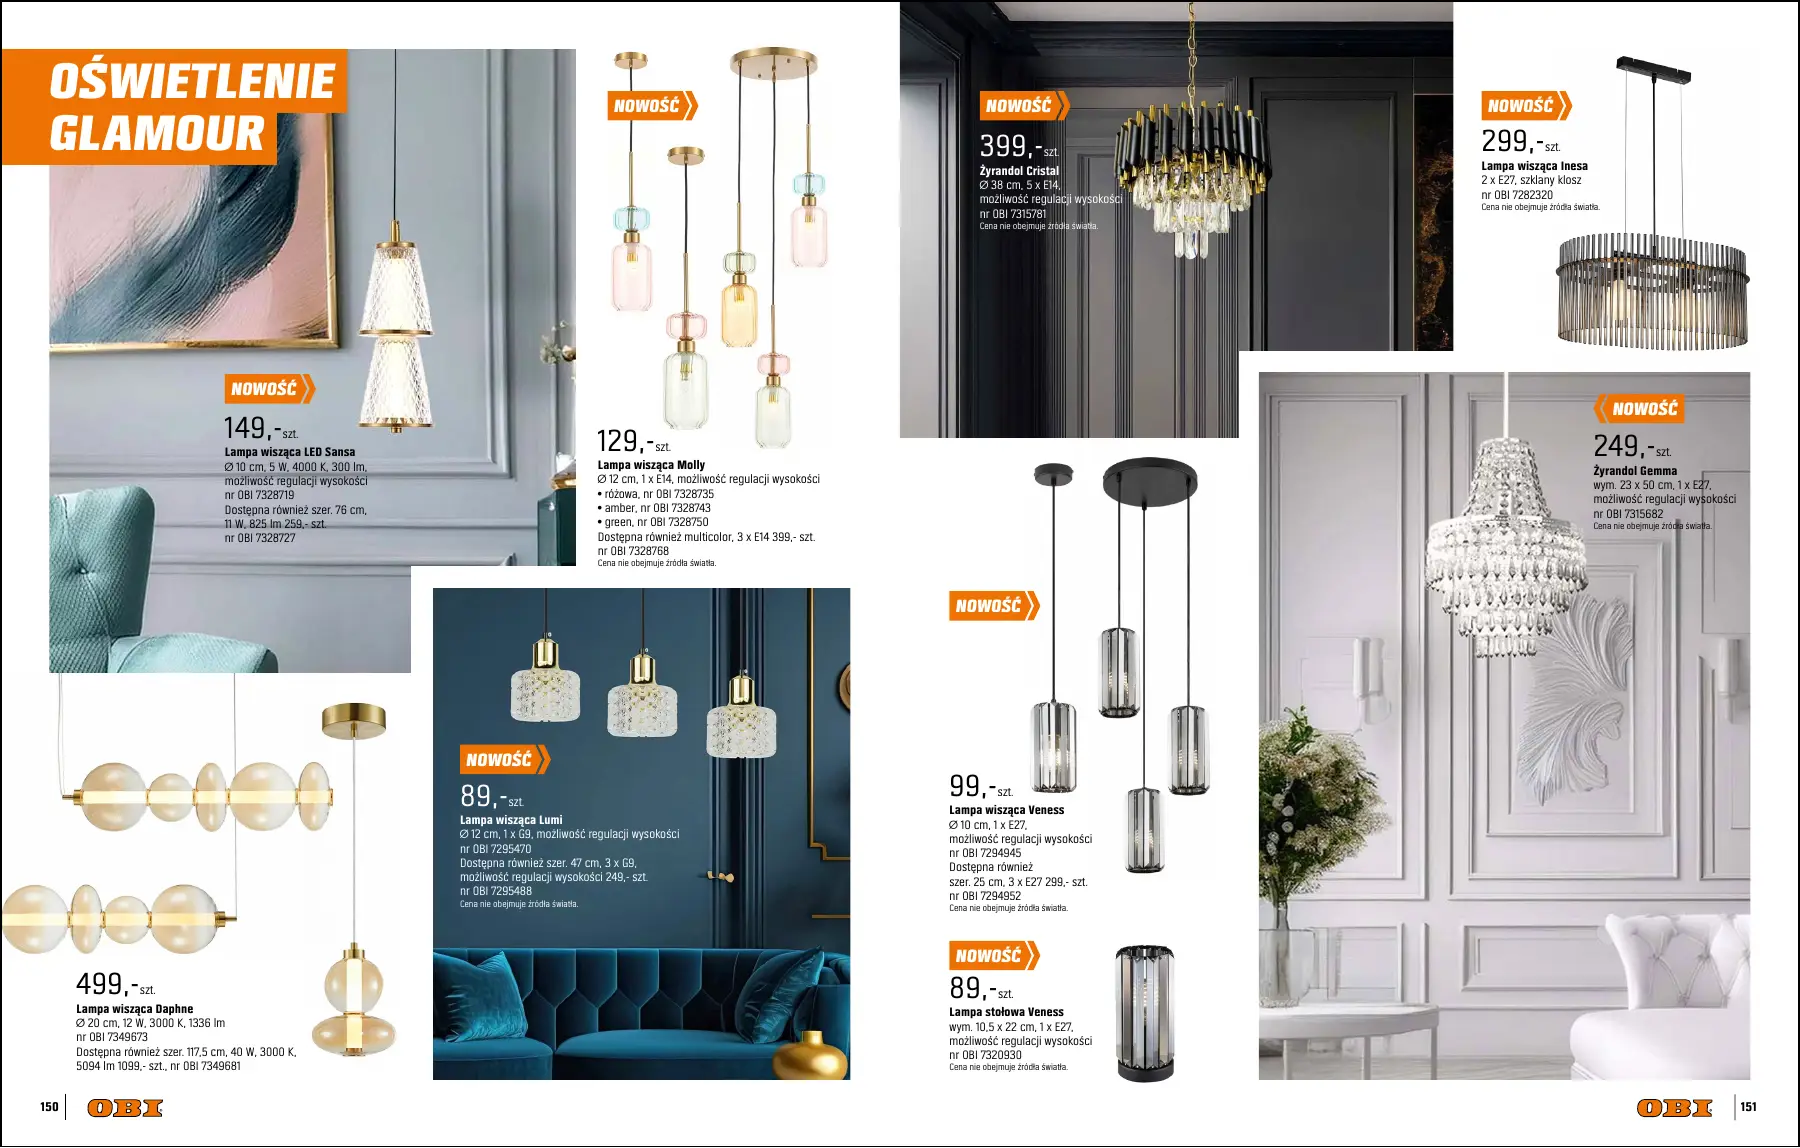 OŚWIETLENIE
GLAMOUR
NOWOŚĆ
149,-szt.
Lampa wisząca LED Sansa
Ø 10 cm, 5 W, 4000 K, 300 lm,
możliwość regulacji wysokości
nr OBI 7328719
Dostępna również szer. 76 cm,
11 W, 825 lm 259,- szt.
nr OBI 7328727
NOWOŚĆ
129,-szt.
Lampa wisząca Molly
Ø 12 cm, 1 x E14, możliwość regulacji wysokości
• różowa, nr OBI 7328735
• amber, nr OBI 7328743
• green, nr OBI 7328750
Dostępna również multicolor, 3 x E14 399,- szt.
nr OBI 7328768
Cena nie obejmuje źródła światła.
499,-szt.
Lampa wisząca Daphne
Ø 20 cm, 12 W, 3000 K, 1336 lm
nr OBI 7349673
Dostępna również szer. 117,5 cm, 40 W, 3000 K,
5094 lm 1099,- szt., nr OBI 7349681
NOWOŚĆ
89,-szt.
Lampa wisząca Lumi
Ø 12 cm, 1 x G9, możliwość regulacji wysokości
nr OBI 7295470
Dostępna również szer. 47 cm, 3 x G9,
możliwość regulacji wysokości 249,- szt.
nr OBI 7295488
Cena nie obejmuje źródła światła.
150
OBI
NOWOŚĆ
399,-szt.
Żyrandol Cristal
Ø 38 cm, 5 x E14,
możliwość regulacji wysokości
nr OBI 7315781
Cena nie obejmuje źródła światła.
NOWOŚĆ
299,-szt.
Lampa wisząca Inesa
2 x E27, szklany klosz
nr OBI 7282320
Cena nie obejmuje źródła światła.
NOWOŚĆ
249,-szt.
Żyrandol Gemma
wym. 23 x 50 cm, 1 x E27,
możliwość regulacji wysokości
nr OBI 7315682
Cena nie obejmuje źródła światła.
NOWOŚĆ
99,-szt.
Lampa wisząca Veness
Ø 10 cm, 1 x E27,
możliwość regulacji wysokości
nr OBI 7294945
Dostępna również
szer. 25 cm, 3 x E27 299,- szt.
nr OBI 7294952
Cena nie obejmuje źródła światła.
NOWOŚĆ
89,-szt.
Lampa stołowa Veness
wym. 10,5 x 22 cm, 1 x E27,
możliwość regulacji wysokości
nr OBI 7320930
Cena nie obejmuje źródła światła.
OBI
151